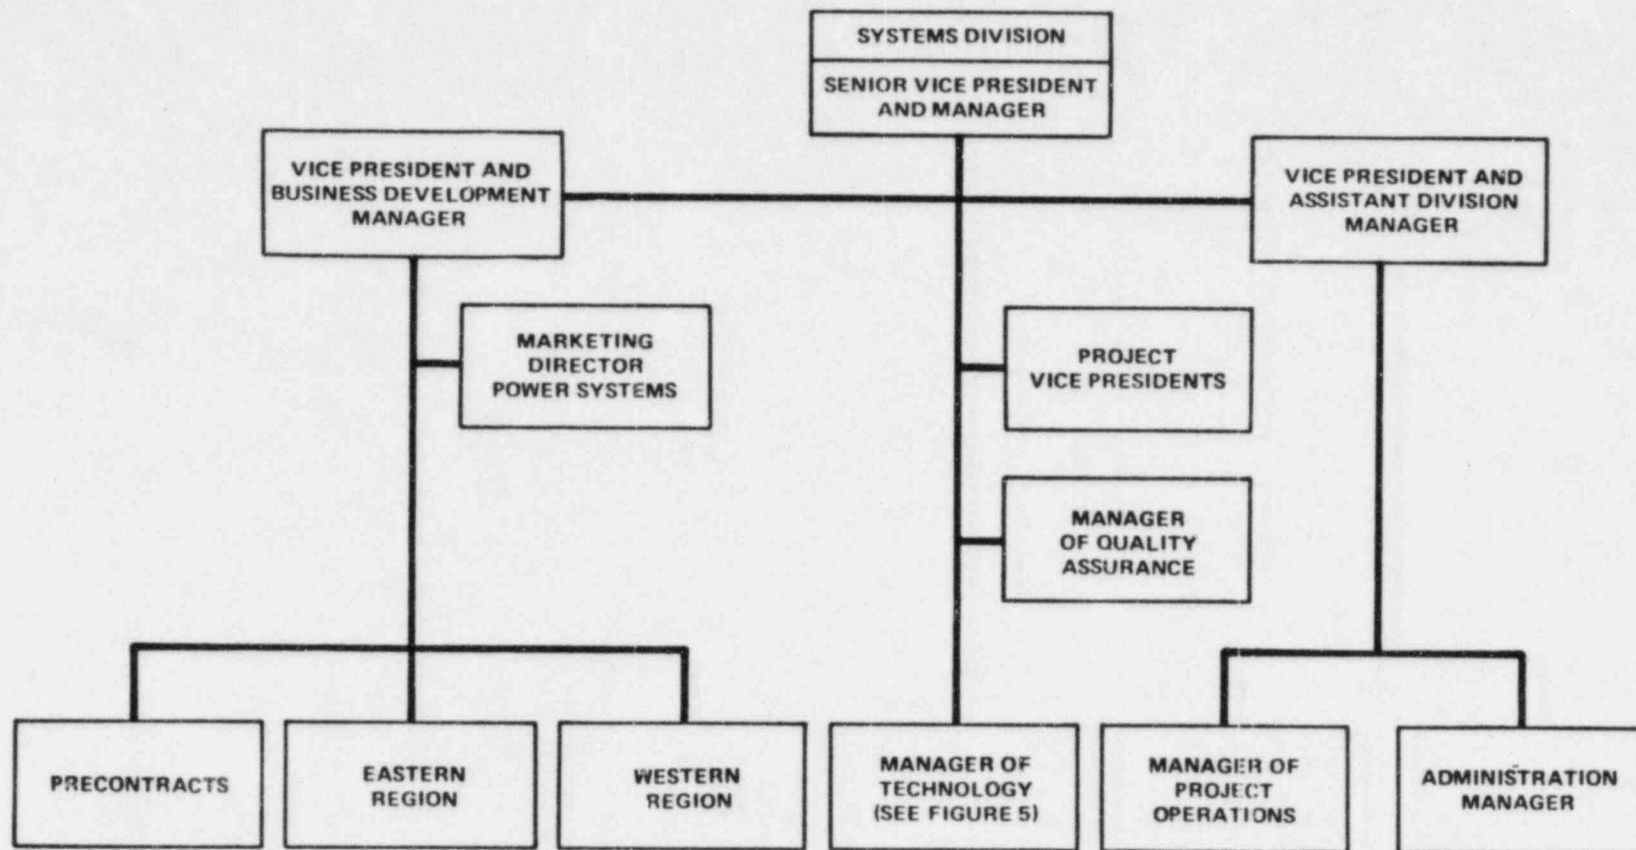 SYSTEMS DIVISION
SENIOR VICE PRESIDENT
AND MANAGER
VICE PRESIDENT AND
BUSINESS DEVELOPMENT
MANAGER
VICE PRESIDENT AND
ASSISTANT DIVISION
MANAGER
MARKETING
DIRECTOR
POWER SYSTEMS
PROJECT
VICE PRESIDENTS
MANAGER
OF QUALITY
ASSURANCE
PRECONTRACTS
EASTERN
REGION
WESTERN
REGION
MANAGER OF
TECHNOLOGY
(SEE FIGURE 5)
MANAGER OF
PROJECT
OPERATIONS
ADMINISTRATION
MANAGER